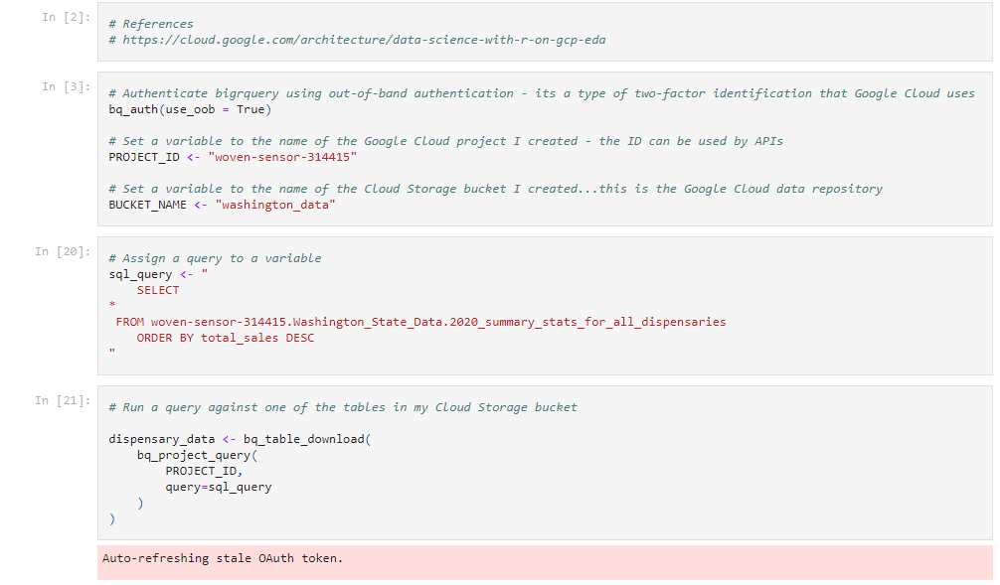 In [2]:
# References
# https://cloud.google.com/architecture/data-science-with-r-on-gcp-eda
In [3]:
# Authenticate bigrquery using out-of-band authentication - its a type of two-factor identification that Google Cloud uses
bq_auth(use_oob = True)
# Set a variable to the name of the Google Cloud project I created - the ID can be used by APIs
PROJECT_ID <- "woven-sensor-314415"
# Set a variable to the name of the Cloud Storage bucket I created...this is the Google Cloud data repository
BUCKET_NAME <- "washington_data"
In [20]:
# Assign a query to a variable
sql_query <- "
SELECT
*
FROM woven-sensor-314415.Washington_State_Data.2020_summary_stats_for_all_dispensaries
ORDER BY total_sales DESC
"
In [21]:
# Run a query against one of the tables in my Cloud Storage bucket
dispensary_data <- bq_table_download(
bq_project_query(
PROJECT_ID,
query=sql_query
)
)
Auto-refreshing stale OAuth token.